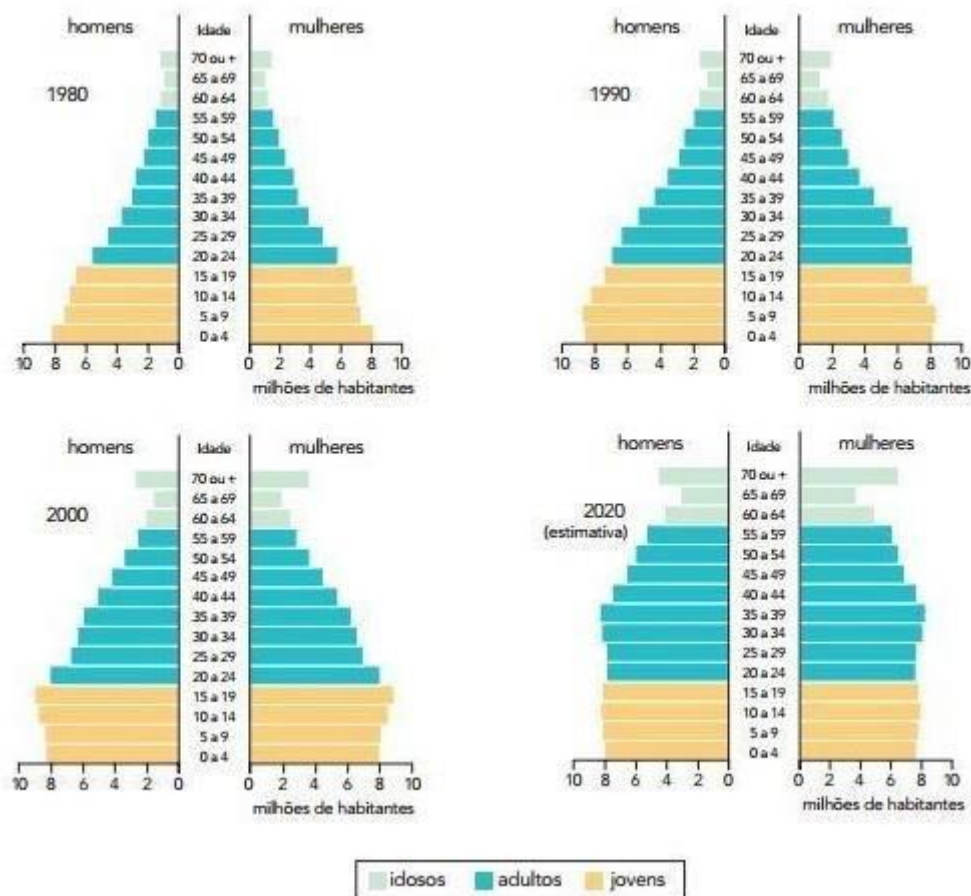 homens Idade mulheres
1980
70 ou +
65 a 69
60 a 64
55 a 59
50 a 54
45 a 49
40 a 44
35 a 39
30 a 34
25 a 29
20 a 24
15 a 19
10 a 14
5 a 9
0 a 4
10 8 6 4 2 0 0 2 4 6 8 10
milhões de habitantes
homens Idade mulheres
1990
70 ou +
65 a 69
60 a 64
55 a 59
50 a 54
45 a 49
40 a 44
35 a 39
30 a 34
25 a 29
20 a 24
15 a 19
10 a 14
5 a 9
0 a 4
10 8 6 4 2 0 0 2 4 6 8 10
milhões de habitantes
homens Idade mulheres
2000
70 ou +
65 a 69
60 a 64
55 a 59
50 a 54
45 a 49
40 a 44
35 a 39
30 a 34
25 a 29
20 a 24
15 a 19
10 a 14
5 a 9
0 a 4
10 8 6 4 2 0 0 2 4 6 8 10
milhões de habitantes
homens Idade mulheres
2020
(estimativa)
70 ou +
65 a 69
60 a 64
55 a 59
50 a 54
45 a 49
40 a 44
35 a 39
30 a 34
25 a 29
20 a 24
15 a 19
10 a 14
5 a 9
0 a 4
10 8 6 4 2 0 0 2 4 6 8 10
milhões de habitantes
idosos adultos jovens